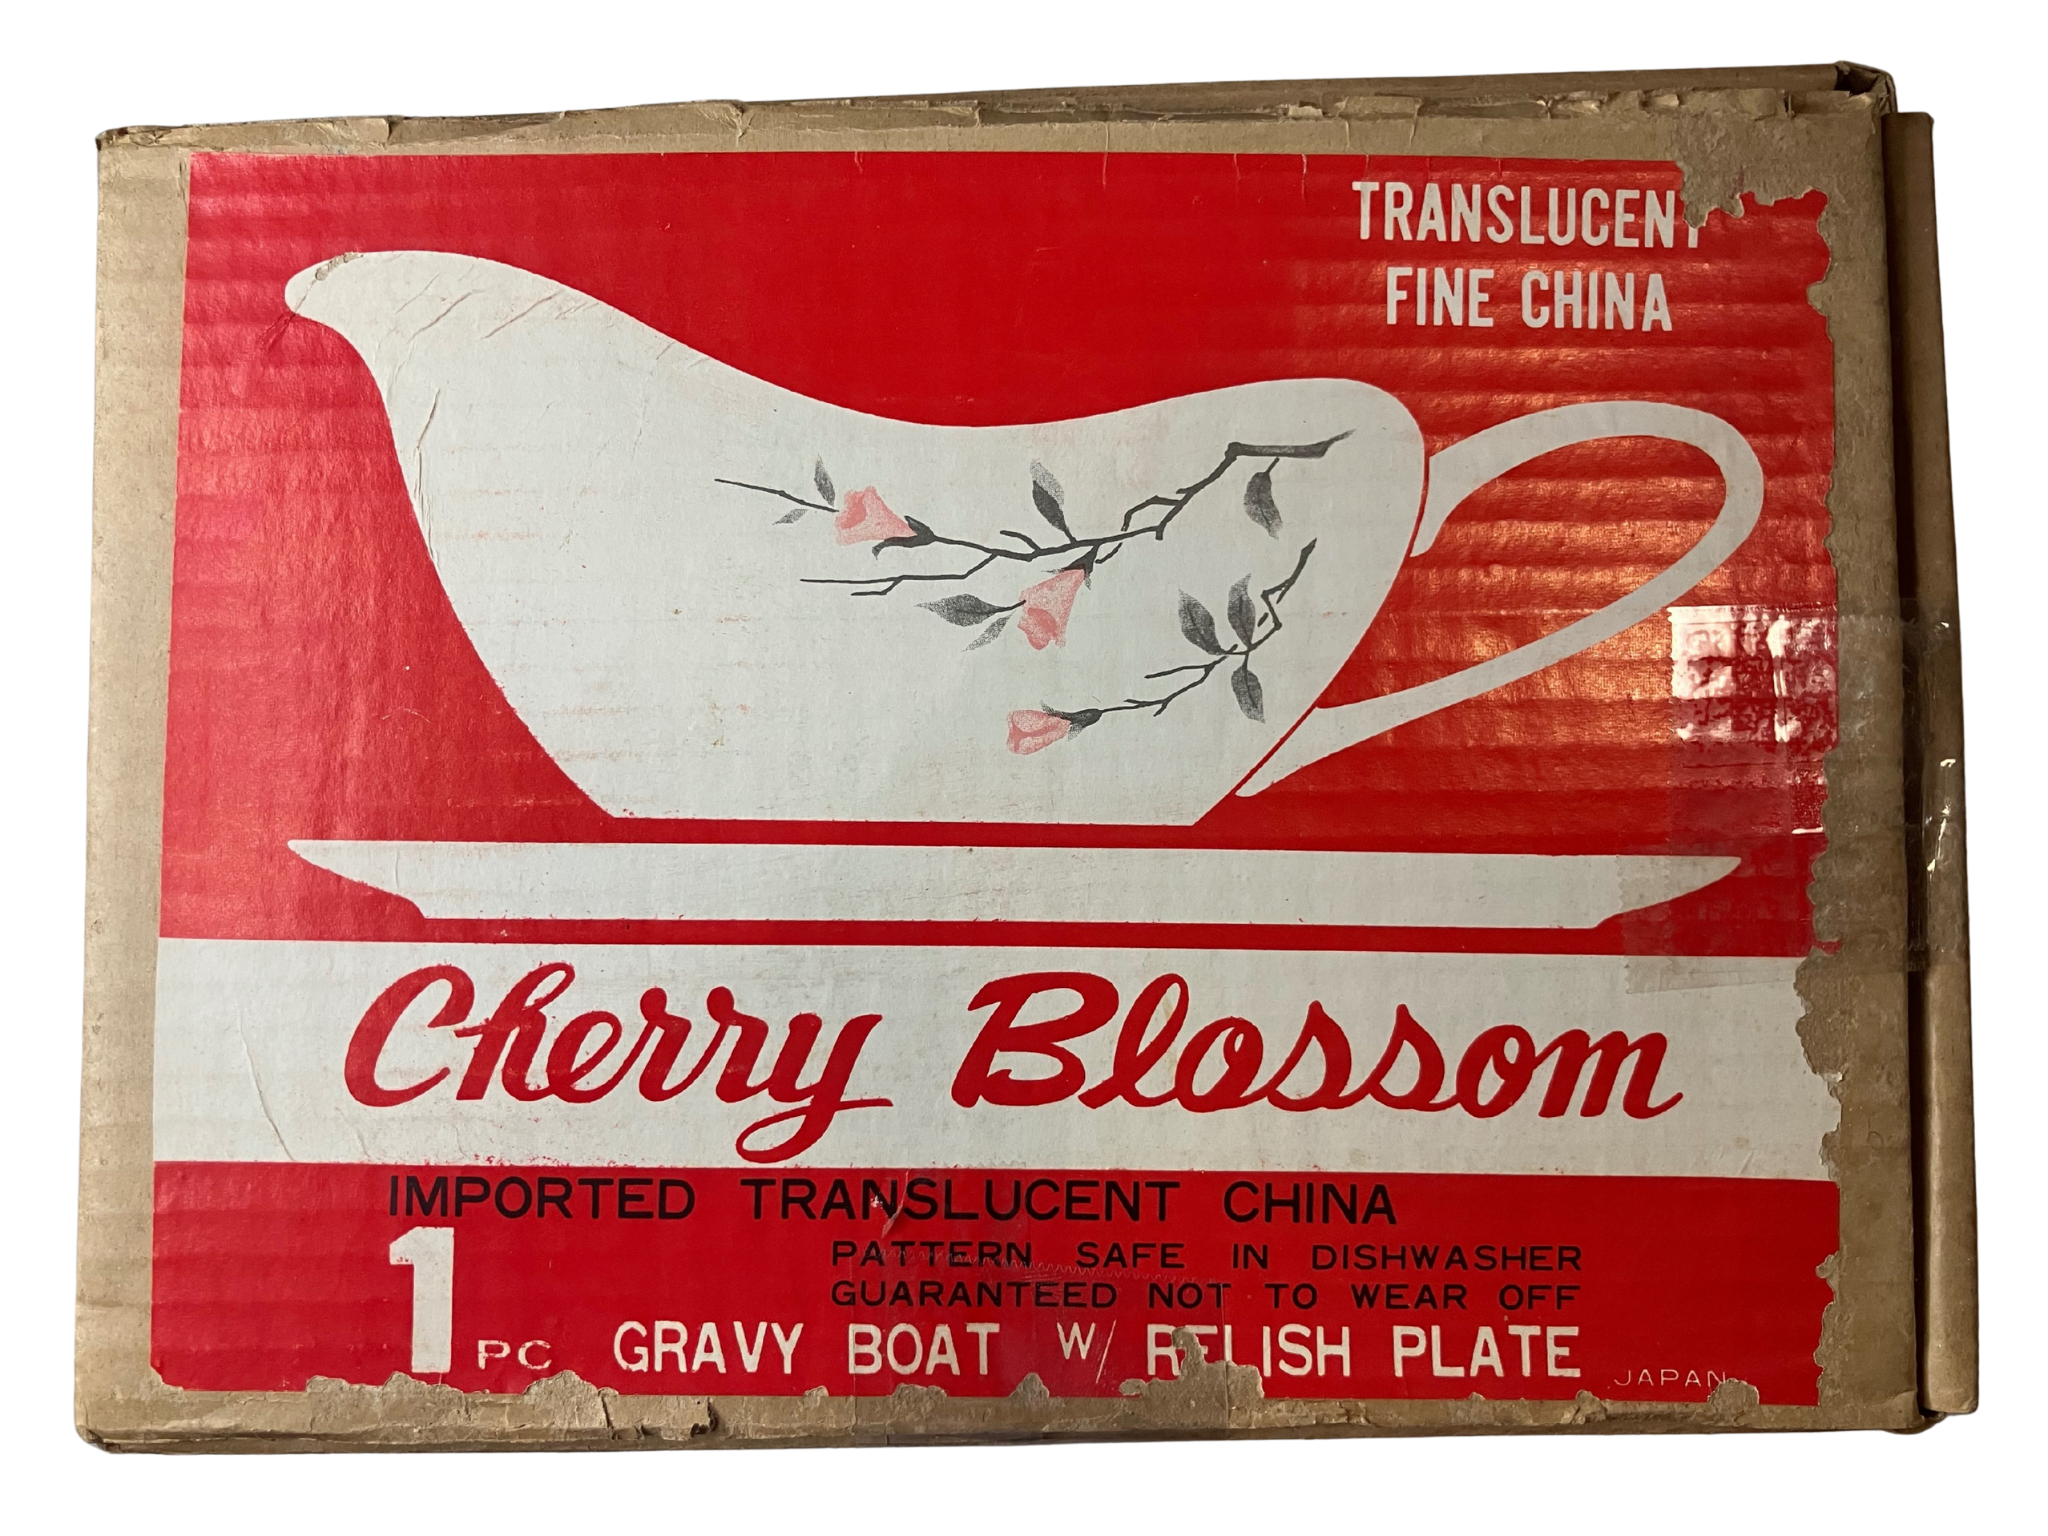 TRANSLUCENT
FINE CHINA
Cherry Blossom
IMPORTED TRANSLUCENT CHINA
PATTERN SAFE IN DISHWASHER
GUARANTEED NOT TO WEAR OFF
1 PC GRAVY BOAT W/ RELISH PLATE
JAPAN